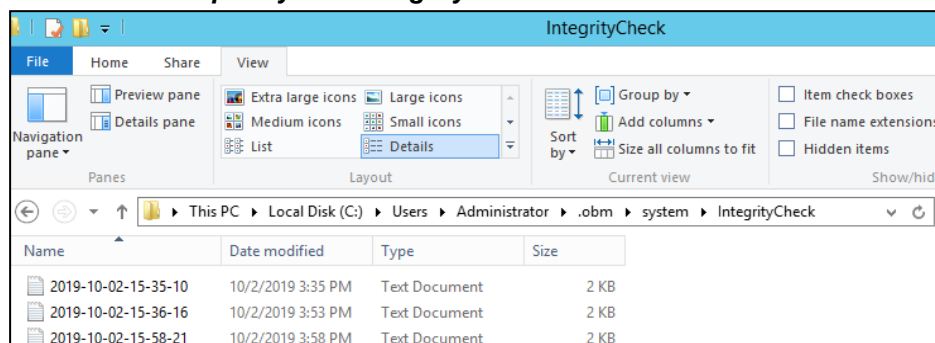 IntegrityCheck
File Home Share View
Preview pane
Details pane
Navigation pane
Extra large icons Large icons
Medium icons Small icons
List Details
Sort by
Group by
Add columns
Size all columns to fit
Item check boxes
File name extensions
Hidden items
Panes Layout Current view Show/hid
This PC Local Disk (C:) Users Administrator .obm system IntegrityCheck
Name Date modified Type Size
2019-10-02-15-35-10 10/2/2019 3:35 PM Text Document 2 KB
2019-10-02-15-36-16 10/2/2019 3:53 PM Text Document 2 KB
2019-10-02-15-58-21 10/2/2019 3:58 PM Text Document 2 KB